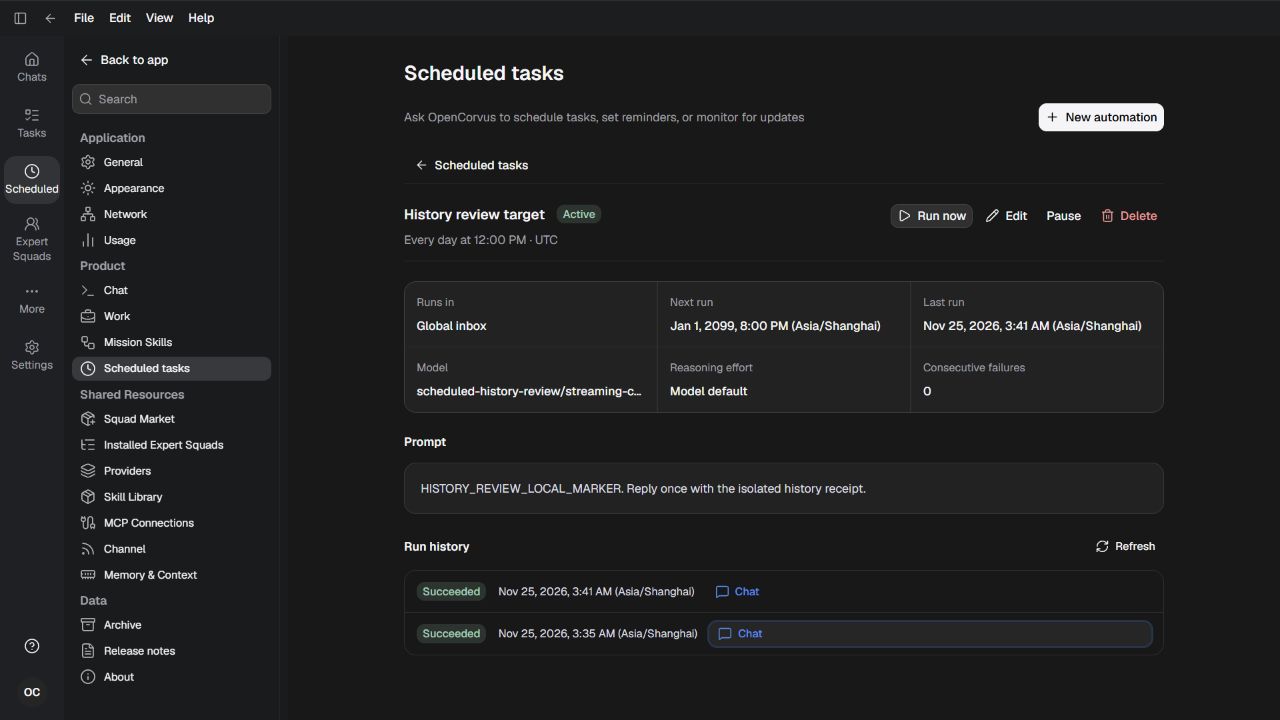 File Edit View Help
Chats
Tasks
Scheduled
Expert
Squads
More
Settings
OC
Back to app
Search
Application
General
Appearance
Network
Usage
Product
Chat
Work
Mission Skills
Scheduled tasks
Shared Resources
Squad Market
Installed Expert Squads
Providers
Skill Library
MCP Connections
Channel
Memory & Context
Data
Archive
Release notes
About
Scheduled tasks
Ask OpenCorvus to schedule tasks, set reminders, or monitor for updates
New automation
Scheduled tasks
History review target Active
Run now Edit Pause Delete
Every day at 12:00 PM · UTC
Runs in
Global inbox
Next run
Jan 1, 2099, 8:00 PM (Asia/Shanghai)
Last run
Nov 25, 2026, 3:41 AM (Asia/Shanghai)
Model
scheduled-history-review/streaming-c...
Reasoning effort
Model default
Consecutive failures
0
Prompt
HISTORY_REVIEW_LOCAL_MARKER. Reply once with the isolated history receipt.
Run history
Refresh
Succeeded Nov 25, 2026, 3:41 AM (Asia/Shanghai) Chat
Succeeded Nov 25, 2026, 3:35 AM (Asia/Shanghai) Chat